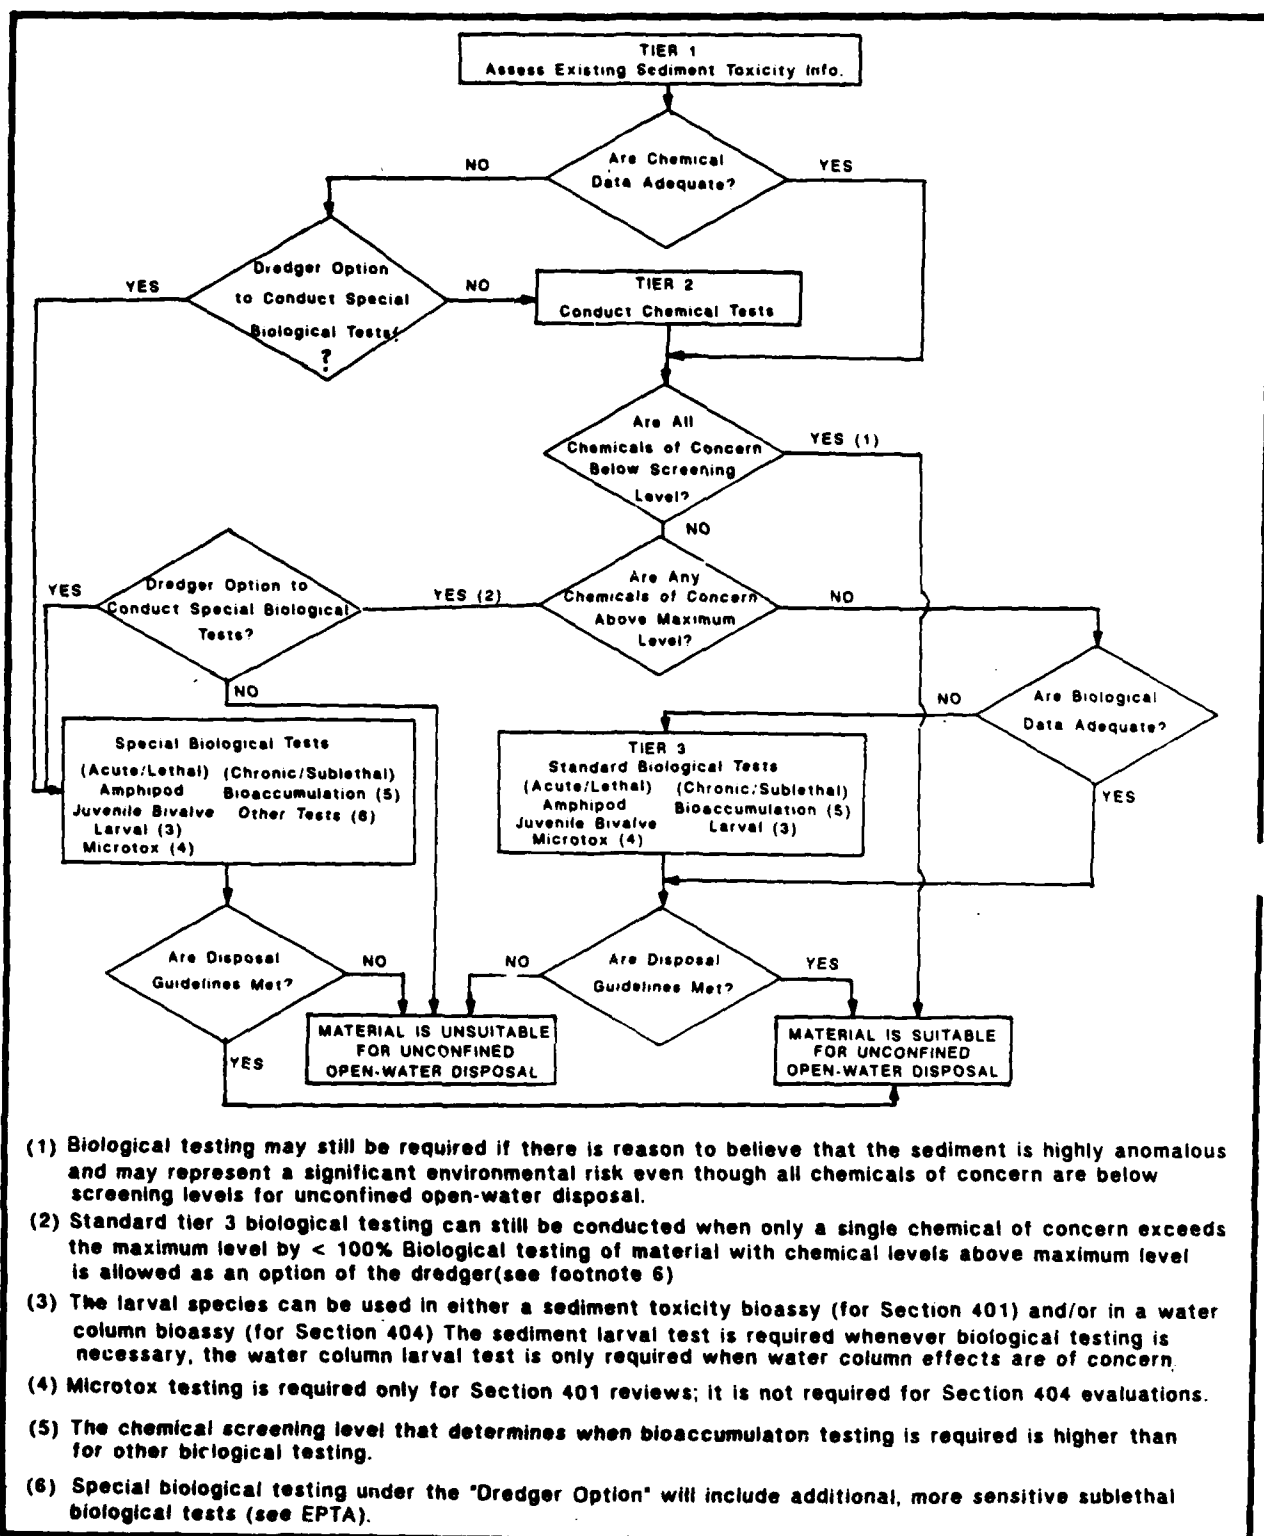 TIER 1
Assess Existing Sediment Toxicity Info.
Are Chemical
Data Adequate?
NO
YES
Dredger Option
to Conduct Special
Biological Tests
?
YES
NO
TIER 2
Conduct Chemical Tests
Are All
Chemicals of Concern
Below Screening
Level?
YES (1)
NO
Are Any
Chemicals of Concern
Above Maximum
Level?
YES (2)
NO
Dredger Option to
Conduct Special Biological
Tests?
YES
NO
Are Biological
Data Adequate?
NO
YES
Special Biological Tests
(Acute/Lethal) (Chronic/Sublethal)
Amphipod Bioaccumulation (5)
Juvenile Bivalve Other Tests (6)
Larval (3)
Microtox (4)
TIER 3
Standard Biological Tests
(Acute/Lethal) (Chronic/Sublethal)
Amphipod Bioaccumulation (5)
Juvenile Bivalve Larval (3)
Microtox (4)
Are Disposal
Guidelines Met?
NO
YES
Are Disposal
Guidelines Met?
NO
YES
MATERIAL IS UNSUITABLE
FOR UNCONFINED
OPEN-WATER DISPOSAL
MATERIAL IS SUITABLE
FOR UNCONFINED
OPEN-WATER DISPOSAL
(1) Biological testing may still be required if there is reason to believe that the sediment is highly anomalous
and may represent a significant environmental risk even though all chemicals of concern are below
screening levels for unconfined open-water disposal.
(2) Standard tier 3 biological testing can still be conducted when only a single chemical of concern exceeds
the maximum level by < 100% Biological testing of material with chemical levels above maximum level
is allowed as an option of the dredger(see footnote 6)
(3) The larval species can be used in either a sediment toxicity bioassy (for Section 401) and/or in a water
column bioassy (for Section 404) The sediment larval test is required whenever biological testing is
necessary, the water column larval test is only required when water column effects are of concern.
(4) Microtox testing is required only for Section 401 reviews; it is not required for Section 404 evaluations.
(5) The chemical screening level that determines when bioaccumulaton testing is required is higher than
for other biological testing.
(6) Special biological testing under the "Dredger Option" will include additional, more sensitive sublethal
biological tests (see EPTA).